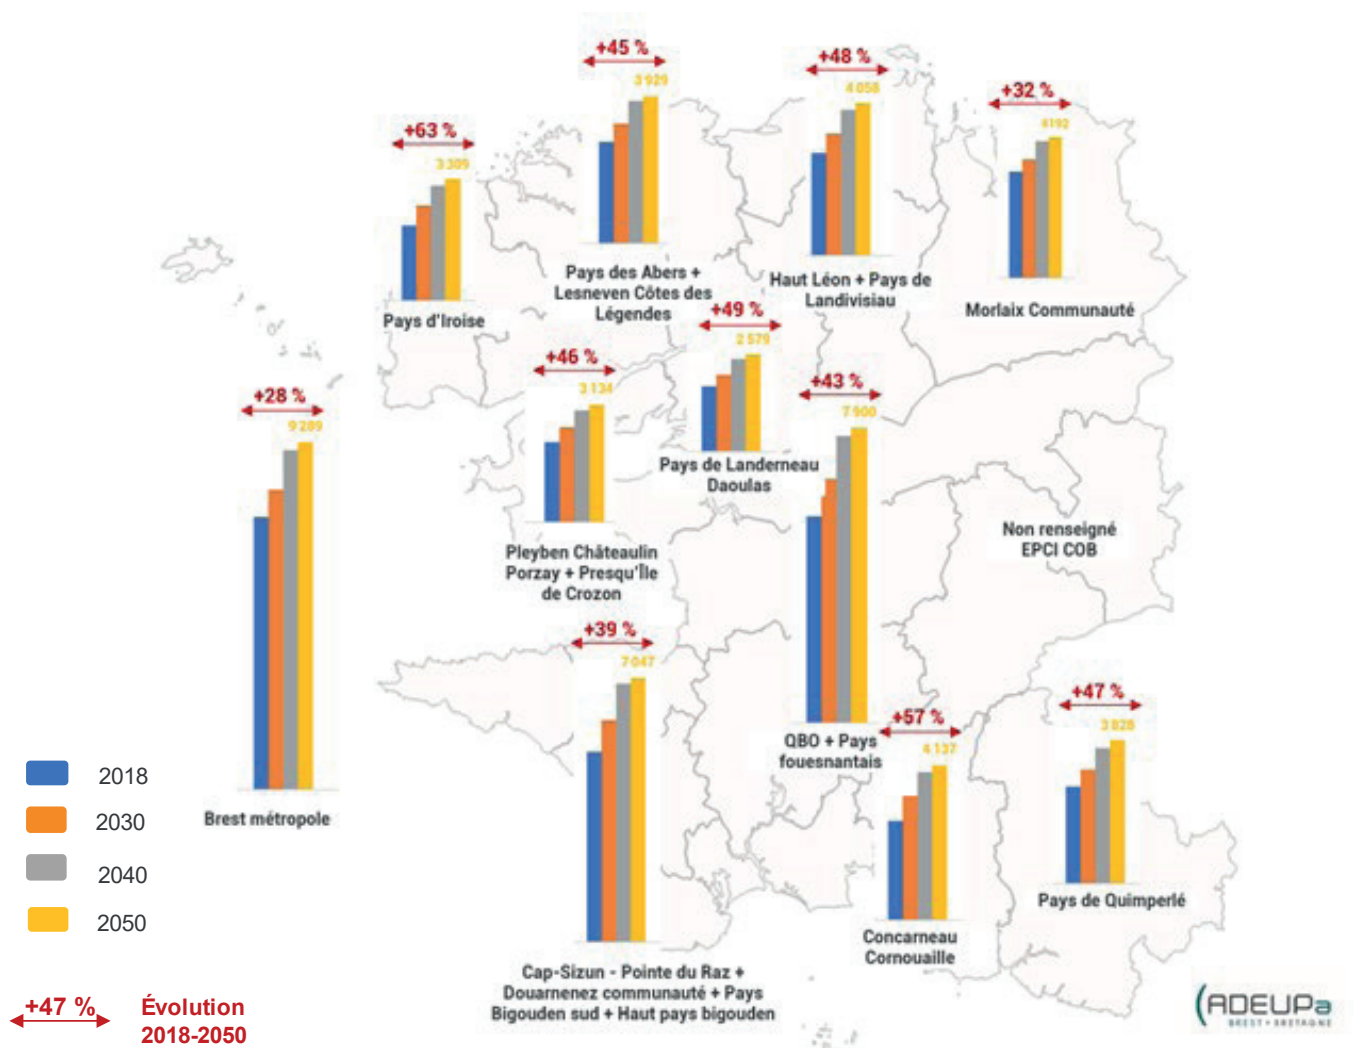 +45 %
3 929
Pays des Abers +
Lesneven Côtes des
Légendes
+48 %
4 058
Haut Léon + Pays de
Landivisiau
+32 %
4192
Morlaix Communauté
+63 %
3 309
Pays d'Iroise
+49 %
2 579
Pays de Landerneau
Daoulas
+46 %
3 134
Pleyben Châteaulin
Porzay + Presqu'Île
de Crozon
+43 %
7 900
QBO + Pays
fouesnantais
+28 %
9 289
Brest métropole
Non renseigné
EPCI COB
+39 %
7 047
Cap-Sizun - Pointe du Raz +
Douarnenez communauté + Pays
Bigouden sud + Haut pays bigouden
+57 %
4 137
Concarneau
Cornouaille
+47 %
3 828
Pays de Quimperlé
2018
2030
2040
2050
+47 %
Évolution
2018-2050
ADEUPa
BREST • BRETAGNE